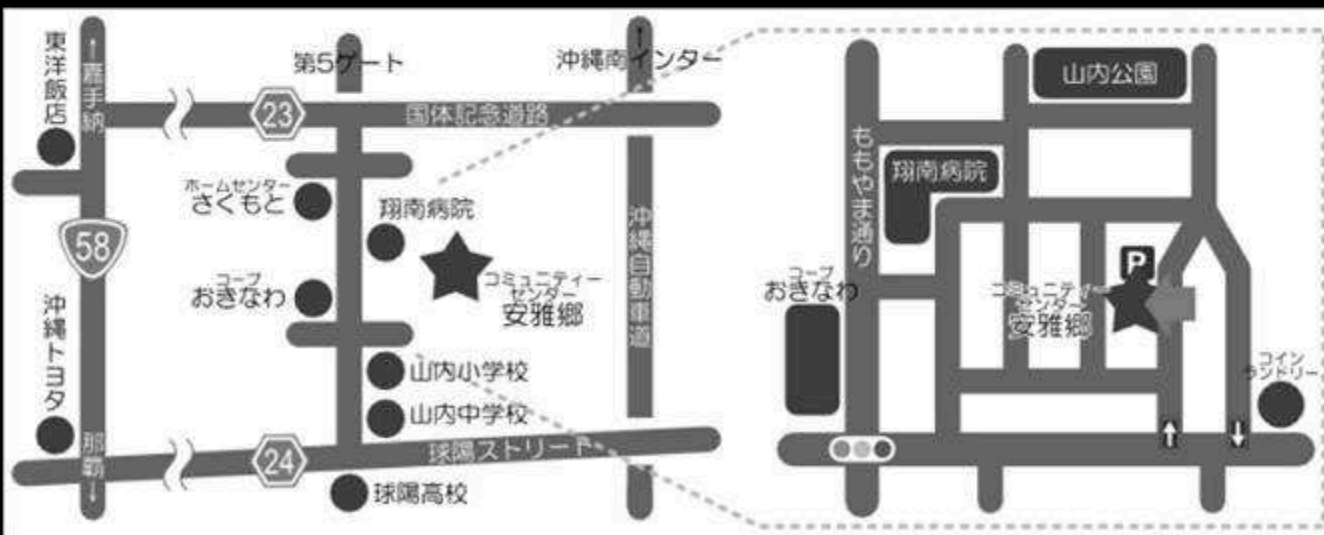 東洋飯店
↑嘉手納
第5ゲート
沖縄南インター
↑
23
国体記念道路
ホームセンター
さくもと
翔南病院
58
コープ
おきなわ
コミュニティー
センター
安雅郷
沖縄自動車道
沖縄トヨタ
山内小学校
山内中学校
那覇↓
24
球陽ストリート
球陽高校
山内公園
ももやま通り
翔南病院
P
コープ
おきなわ
コミュニティー
センター
安雅郷
コイン
ランドリー
↑
↓